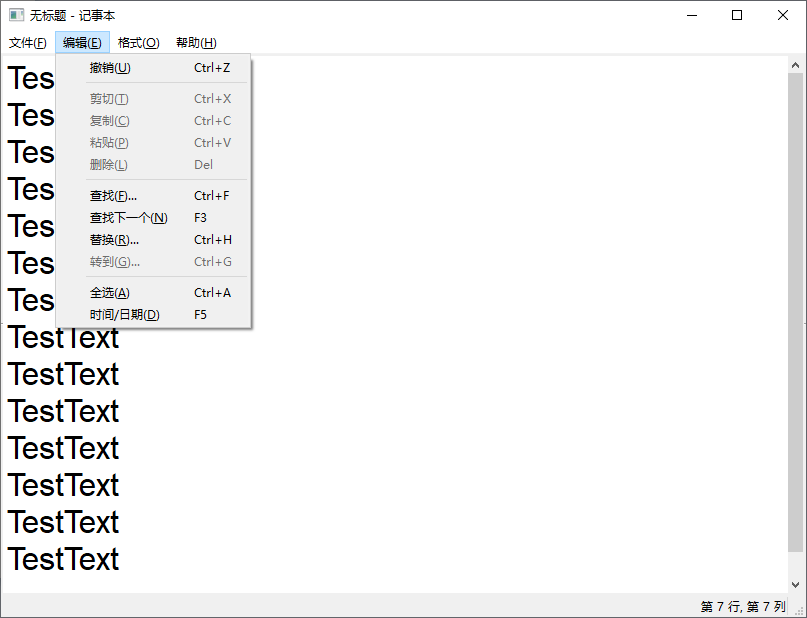 无标题 - 记事本
文件(F) 编辑(E) 格式(O) 帮助(H)
撤销(U) Ctrl+Z
剪切(T) Ctrl+X
复制(C) Ctrl+C
粘贴(P) Ctrl+V
删除(L) Del
查找(F)... Ctrl+F
查找下一个(N) F3
替换(R)... Ctrl+H
转到(G)... Ctrl+G
全选(A) Ctrl+A
时间/日期(D) F5
Tes
Tes
Tes
Tes
Tes
Tes
Tes
TestText
TestText
TestText
TestText
TestText
TestText
TestText
第 7 行, 第 7 列